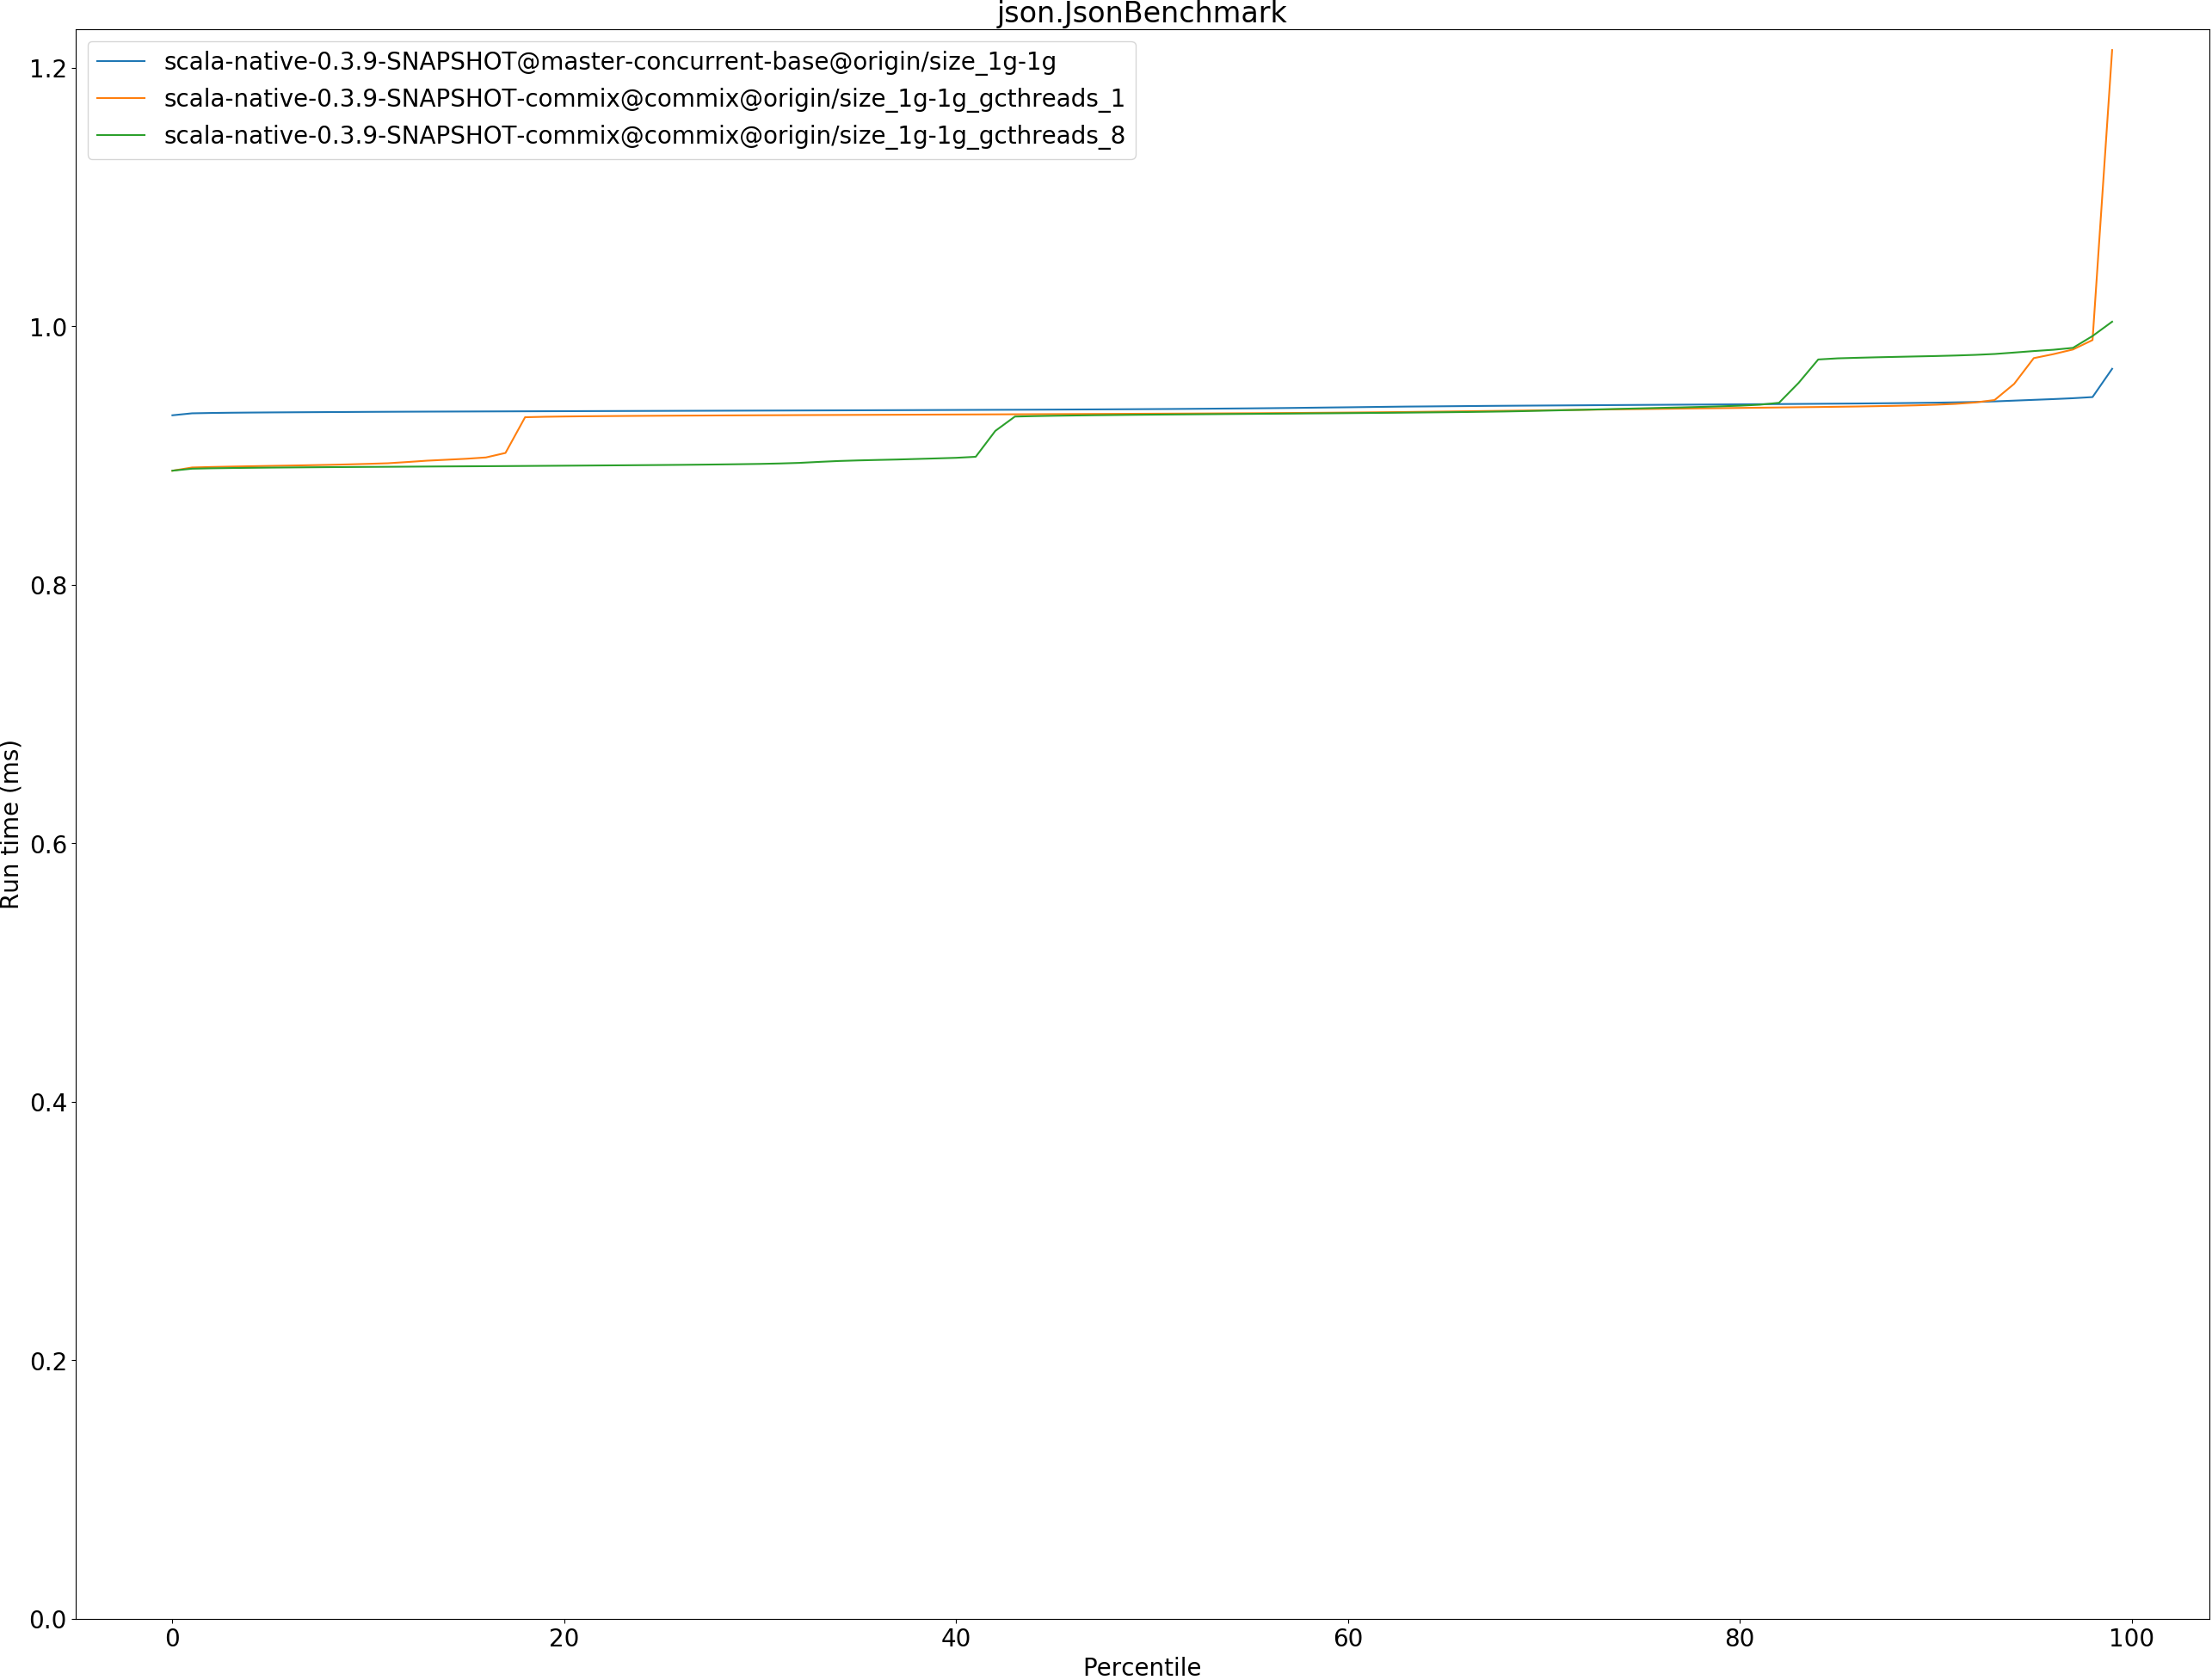 json.JsonBenchmark
scala-native-0.3.9-SNAPSHOT@master-concurrent-base@origin/size_1g-1g
scala-native-0.3.9-SNAPSHOT-commix@commix@origin/size_1g-1g_gcthreads_1
scala-native-0.3.9-SNAPSHOT-commix@commix@origin/size_1g-1g_gcthreads_8
1.2
1.0
0.8
0.6
0.4
0.2
0.0
Run time (ms)
0 20 40 60 80 100
Percentile